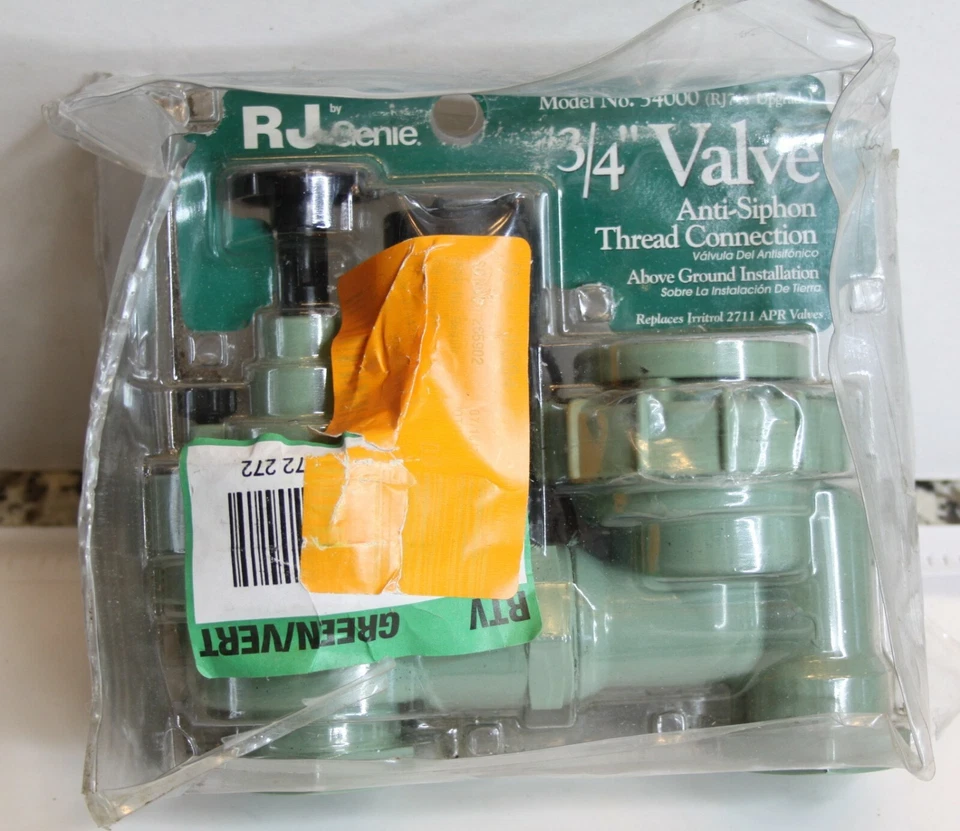 RJ by Genie.
Model No. 54000
3/4" Valve
Anti-Siphon
Thread Connection
Válvula Del Antisifónico
Above Ground Installation
Sobre La Instalación De Tierra
Replaces Irritrol 2711 APR Valves
72 272
GREEN/VERT
RTV